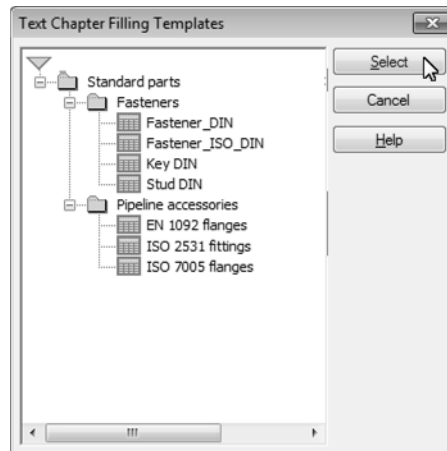 Text Chapter Filling Templates
Select
Cancel
Help
Standard parts
Fasteners
Fastener_DIN
Fastener_ISO_DIN
Key DIN
Stud DIN
Pipeline accessories
EN 1092 flanges
ISO 2531 fittings
ISO 7005 flanges